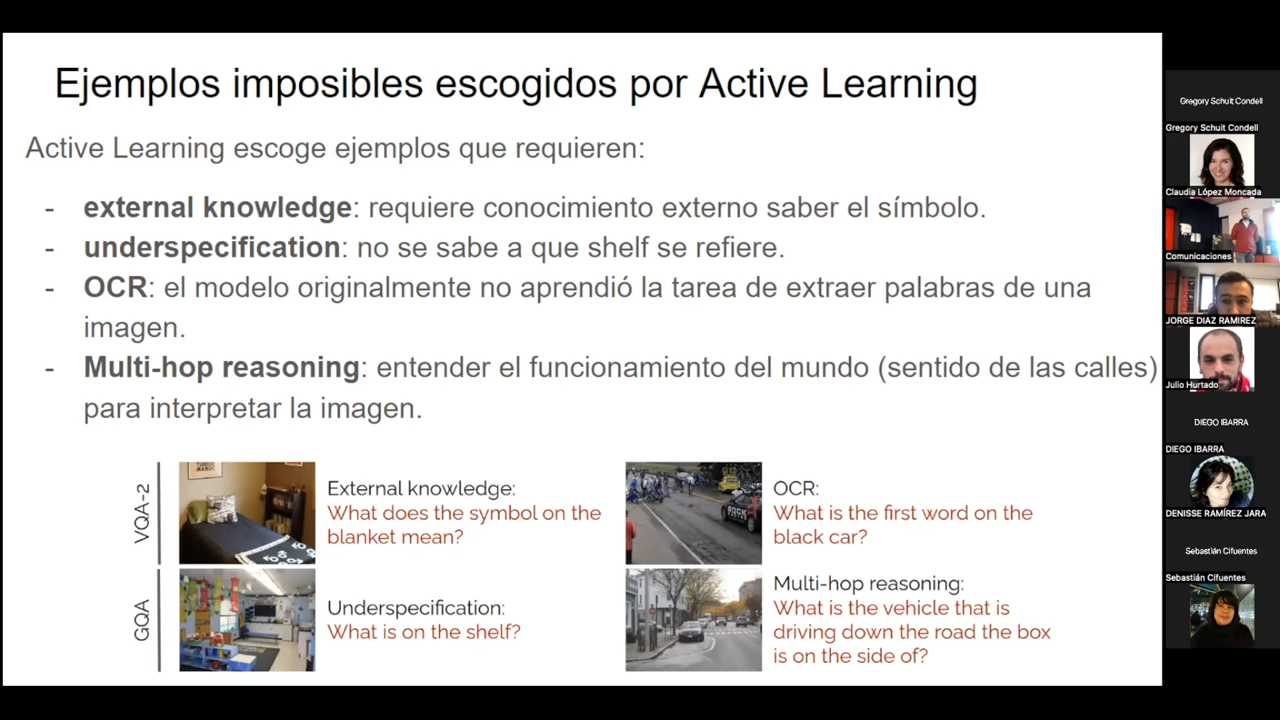 Ejemplos imposibles escogidos por Active Learning
Active Learning escoge ejemplos que requieren:
- external knowledge: requiere conocimiento externo saber el símbolo.
- underspecification: no se sabe a que shelf se refiere.
- OCR: el modelo originalmente no aprendió la tarea de extraer palabras de una
imagen.
- Multi-hop reasoning: entender el funcionamiento del mundo (sentido de las calles)
para interpretar la imagen.
VQA-2
External knowledge:
What does the symbol on the
blanket mean?
OCR:
What is the first word on the
black car?
GQA
Underspecification:
What is on the shelf?
Multi-hop reasoning:
What is the vehicle that is
driving down the road the box
is on the side of?
Gregory Schuit Condell
Gregory Schuit Condell
Claudia López Moncada
Comunicaciones
JORGE DIAZ RAMIREZ
Julio Hurtado
DIEGO IBARRA
DIEGO IBARRA
DENISSE RAMÍREZ JARA
Sebastián Cifuentes
Sebastián Cifuentes